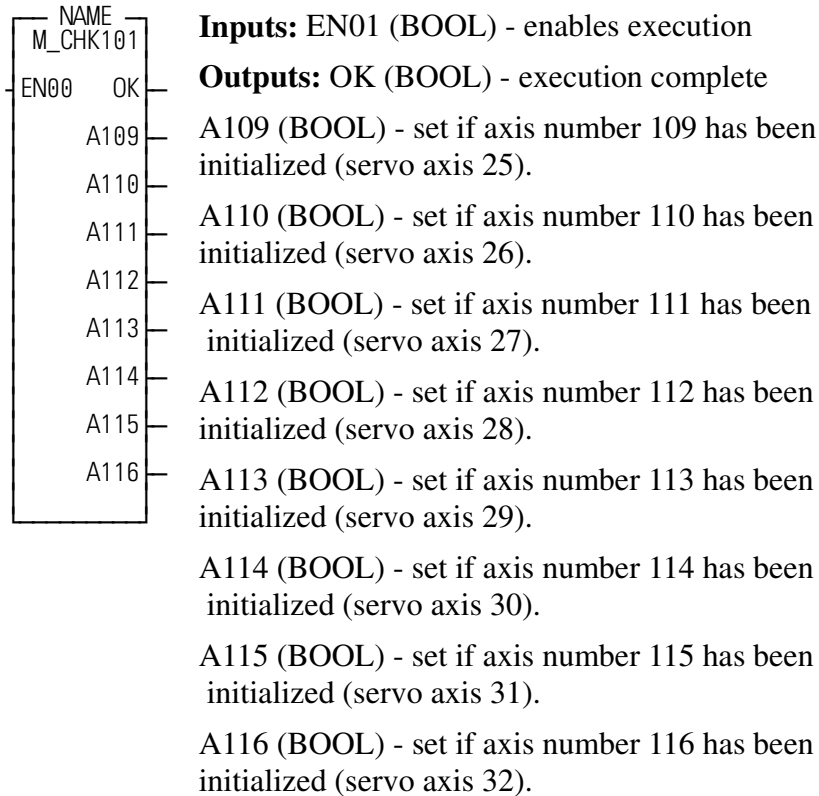 NAME
M_CHK101
EN00 OK
A109
A110
A111
A112
A113
A114
A115
A116
Inputs: EN01 (BOOL) - enables execution
Outputs: OK (BOOL) - execution complete
A109 (BOOL) - set if axis number 109 has been
initialized (servo axis 25).
A110 (BOOL) - set if axis number 110 has been
initialized (servo axis 26).
A111 (BOOL) - set if axis number 111 has been
initialized (servo axis 27).
A112 (BOOL) - set if axis number 112 has been
initialized (servo axis 28).
A113 (BOOL) - set if axis number 113 has been
initialized (servo axis 29).
A114 (BOOL) - set if axis number 114 has been
initialized (servo axis 30).
A115 (BOOL) - set if axis number 115 has been
initialized (servo axis 31).
A116 (BOOL) - set if axis number 116 has been
initialized (servo axis 32).